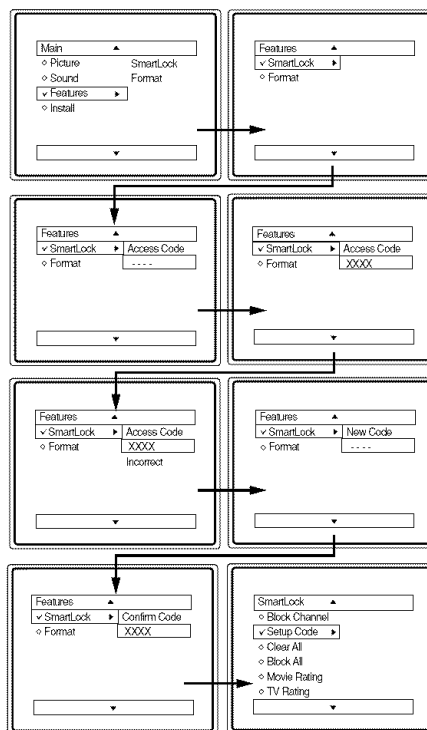 Main
Picture SmartLock
Sound Format
Features
Install
Features
SmartLock
Format
Features
SmartLock Access Code
Format - - - -
Features
SmartLock Access Code
Format XXXX
Features
SmartLock Access Code
Format XXXX
Incorrect
Features
SmartLock New Code
Format - - - -
Features
SmartLock Confirm Code
Format XXXX
SmartLock
Block Channel
Setup Code
Clear All
Block All
Movie Rating
TV Rating